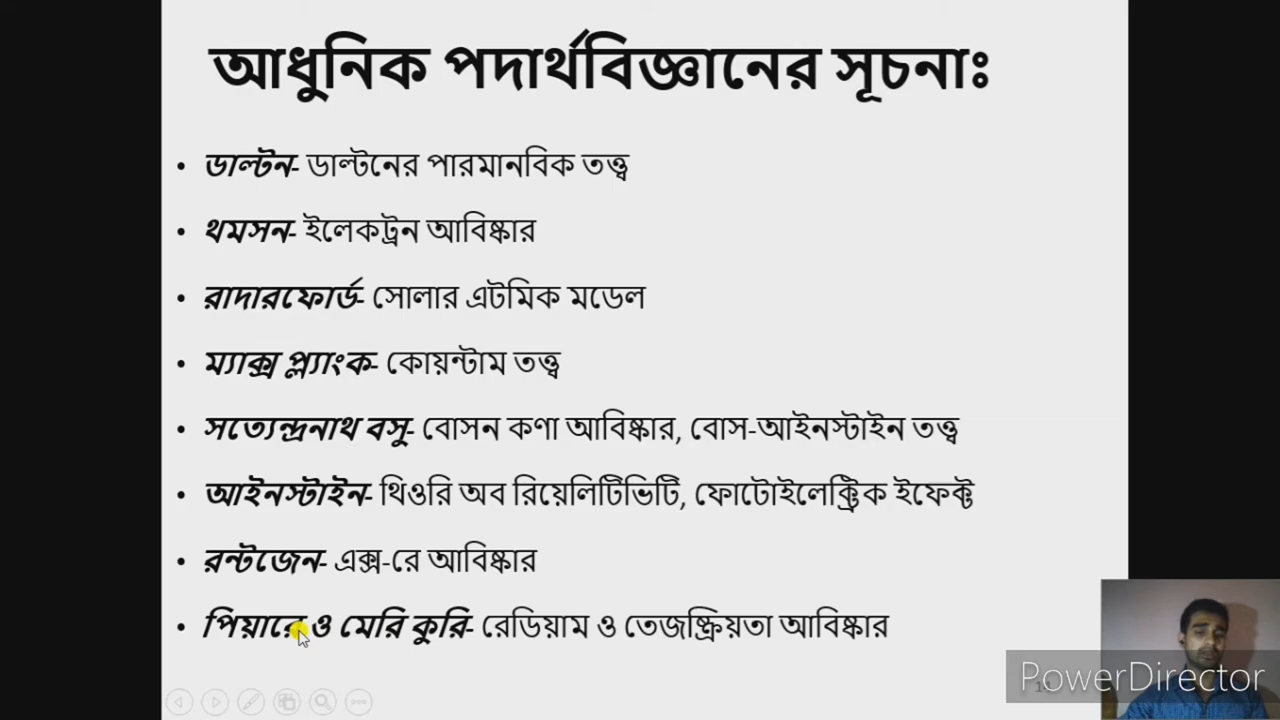 আধুনিক পদার্থবিজ্ঞানের সূচনাঃ
• ডাল্টন- ডাল্টনের পারমানবিক তত্ত্ব
• থমসন- ইলেকট্রন আবিষ্কার
• রাদারফোর্ড- সোলার এটমিক মডেল
• ম্যাক্স প্ল্যাংক- কোয়ন্টাম তত্ত্ব
• সত্যেন্দ্রনাথ বসু- বোসন কণা আবিষ্কার, বোস-আইনস্টাইন তত্ত্ব
• আইনস্টাইন- থিওরি অব রিয়েলিটিভিটি, ফোটোইলেক্ট্রিক ইফেক্ট
• রন্টজেন- এক্স-রে আবিষ্কার
• পিয়ারে ও মেরি কুরি- রেডিয়াম ও তেজষ্ক্রিয়তা আবিষ্কার
PowerDirector